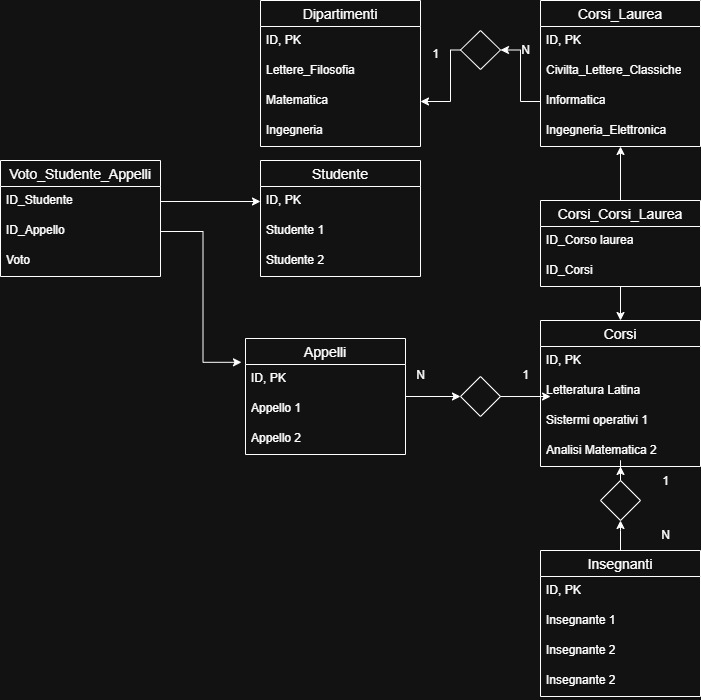 Dipartimenti
ID, PK
Lettere_Filosofia
Matematica
Ingegneria
1
N
Corsi_Laurea
ID, PK
Civilta_Lettere_Classiche
Informatica
Ingegneria_Elettronica
Voto_Studente_Appelli
ID_Studente
ID_Appello
Voto
Studente
ID, PK
Studente 1
Studente 2
Corsi_Corsi_Laurea
ID_Corso laurea
ID_Corsi
Appelli
ID, PK
Appello 1
Appello 2
N
1
Corsi
ID, PK
Letteratura Latina
Sistermi operativi 1
Analisi Matematica 2
1
N
Insegnanti
ID, PK
Insegnante 1
Insegnante 2
Insegnante 2